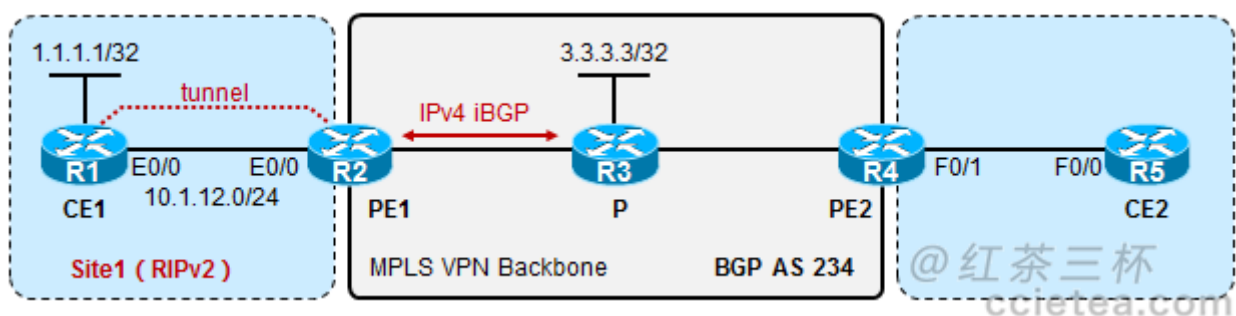 1.1.1.1/32
3.3.3.3/32
tunnel
IPv4 iBGP
R1
E0/0
E0/0
R2
R3
R4
F0/1
F0/0
R5
10.1.12.0/24
CE1
PE1
P
PE2
CE2
Site1（RIPv2）
MPLS VPN Backbone
BGP AS 234
@红茶三杯
ccietea.com